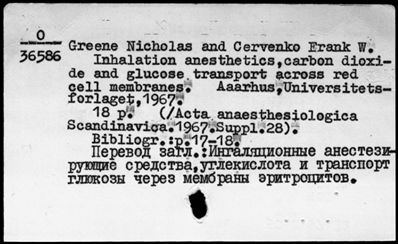 0
36586
Greene Nicholas and Cervenko Erank W.
Inhalation anesthetics,carbon dioxi-
de and glucose transport across red
cell membranes. Aarhus,Universitets-
forlaget,1967.
18 p. (/Acta anaesthesiologica
Scandinavica.1967.Suppl.28)
Bibliogr.:p.17-18.
Перевод загл.:Ингаляционные анестези-
рующие средства,углекислота и транспорт
глюкозы через мембраны эритроцитов.